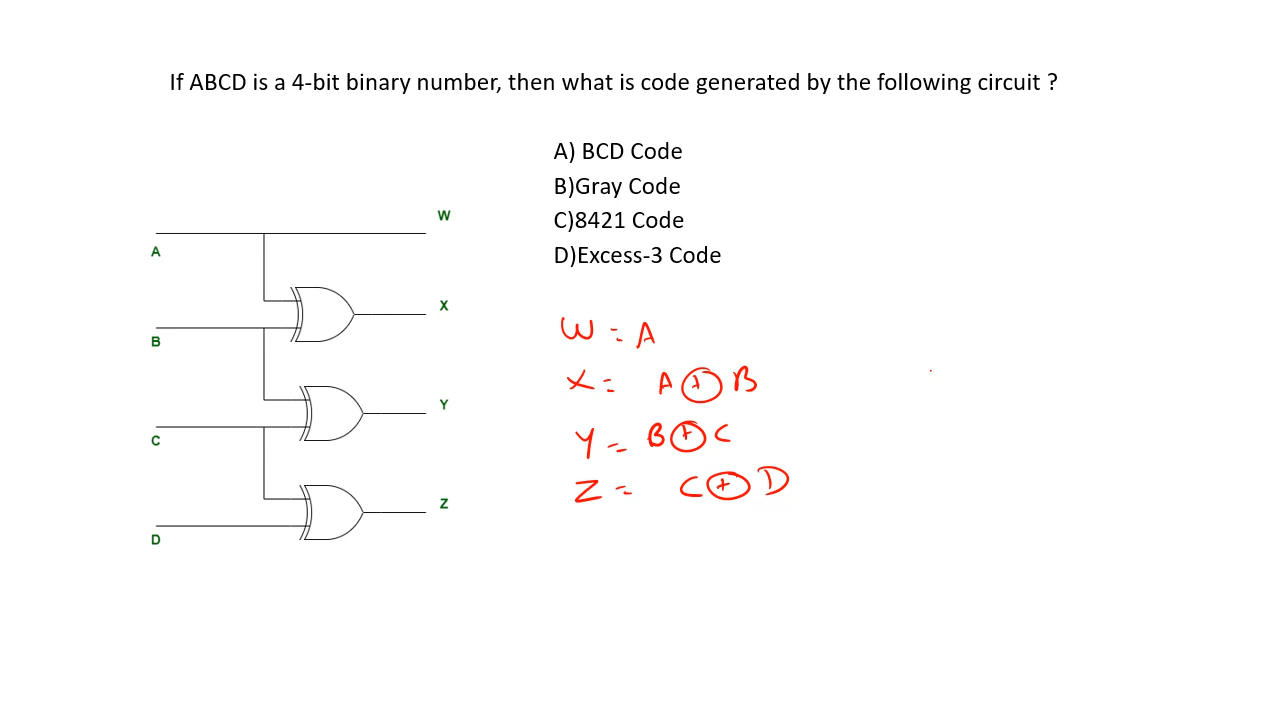 If ABCD is a 4-bit binary number, then what is code generated by the following circuit ?
A) BCD Code
B)Gray Code
C)8421 Code
D)Excess-3 Code
W
A
X
B
Y
C
Z
D
W = A
X = A ⊕ B
Y = B ⊕ C
Z = C ⊕ D